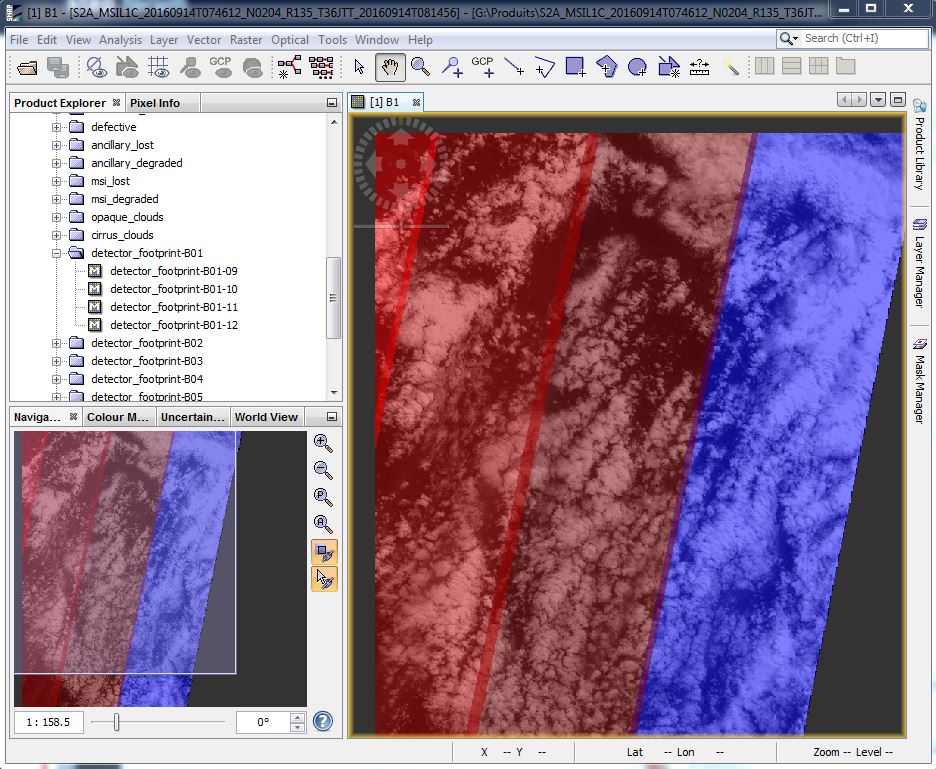 [1] B1 - [S2A_MSIL1C_20160914T074612_N0204_R135_T36JTT_20160914T081456] - [G:\Produits\S2A_MSIL1C_20160914T074612_N0204_R135_T36JT...
File Edit View Analysis Layer Vector Raster Optical Tools Window Help
Search (Ctrl+I)
GCP GCP
Product Explorer Pixel Info
[1] B1
defective
ancillary_lost
ancillary_degraded
msi_lost
msi_degraded
opaque_clouds
cirrus_clouds
detector_footprint-B01
detector_footprint-B01-09
detector_footprint-B01-10
detector_footprint-B01-11
detector_footprint-B01-12
detector_footprint-B02
detector_footprint-B03
detector_footprint-B04
detector_footprint-B05
Product Library
Layer Manager
Mask Manager
Naviga... Colour M... Uncertain... World View
1 : 158.5
0°
X -- Y --
Lat -- Lon --
Zoom -- Level --